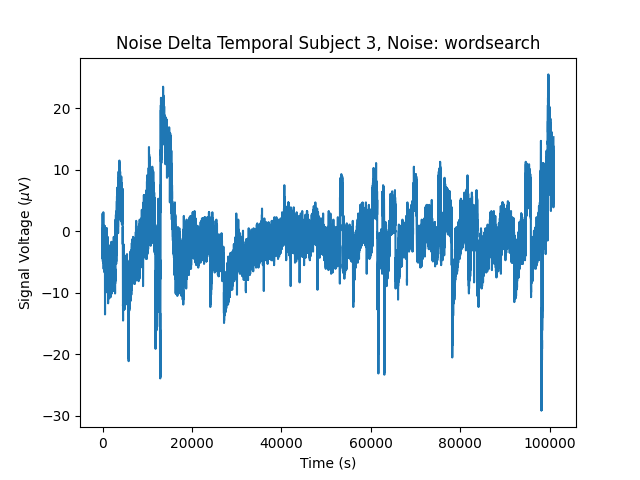 Noise Delta Temporal Subject 3, Noise: wordsearch
Signal Voltage (μV)
20
10
0
−10
−20
−30
0 20000 40000 60000 80000 100000
Time (s)